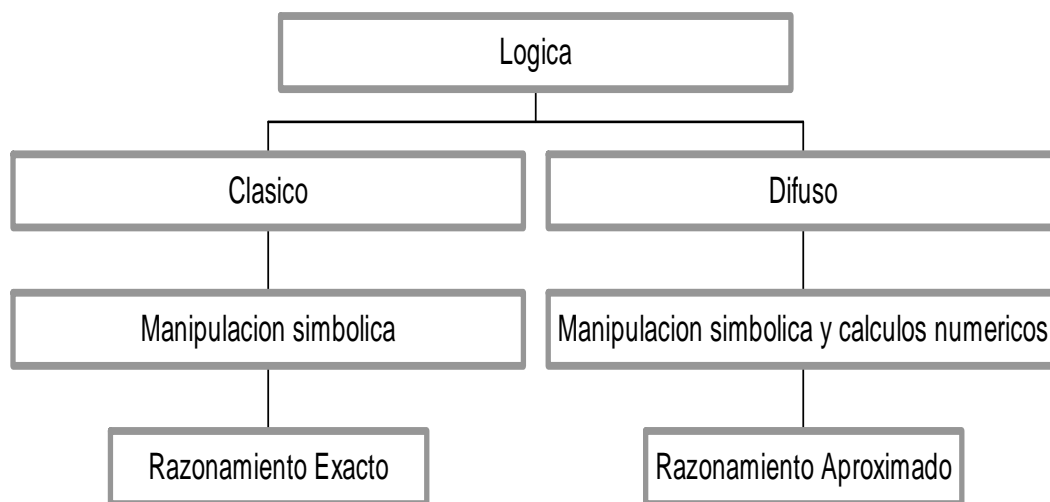 Logica
Clasico
Difuso
Manipulacion simbolica
Manipulacion simbolica y calculos numericos
Razonamiento Exacto
Razonamiento Aproximado